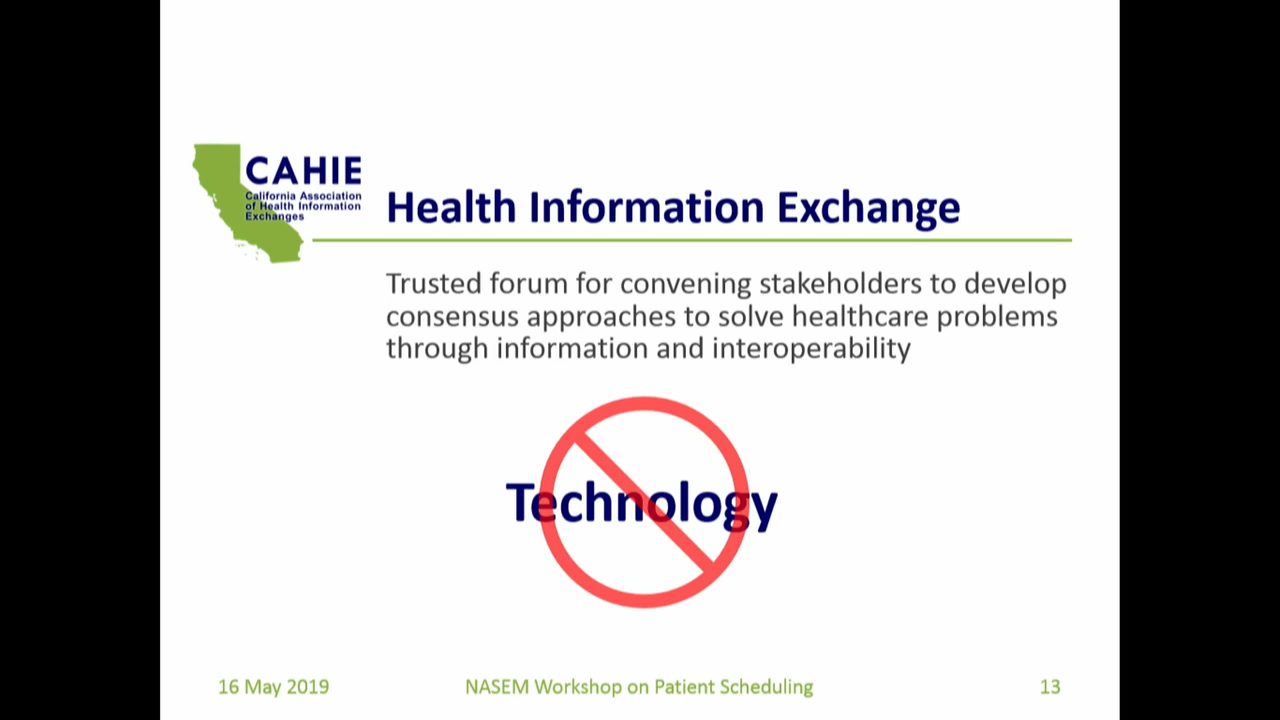 CAHIE
California Association
of Health Information
Exchanges
Health Information Exchange
Trusted forum for convening stakeholders to develop
consensus approaches to solve healthcare problems
through information and interoperability
Technology
16 May 2019
NASEM Workshop on Patient Scheduling
13